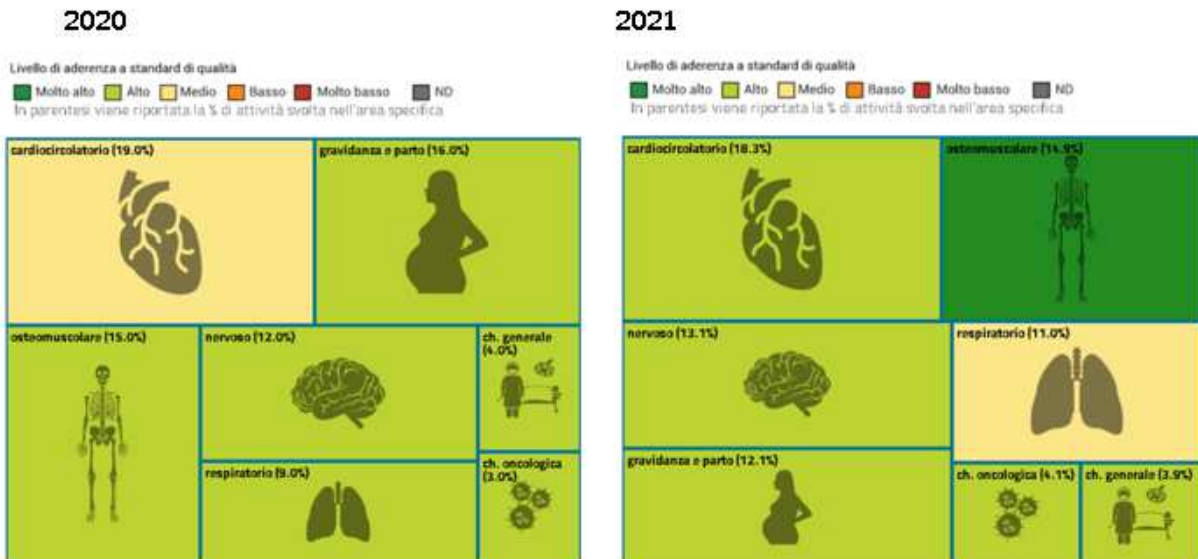 2020
Livello di aderenza a standard di qualità
Molto alto Alto Medio Basso Molto basso ND
In parentesi viene riportata la % di attività svolta nell'area specifica
cardiocircolatorio (19.0%)
gravidanza e parto (16.0%)
osteomuscolare (15.0%)
nervoso (12.0%)
ch. generale
(4.0%)
respiratorio (9.0%)
ch. oncologica
(3.0%)
2021
Livello di aderenza a standard di qualità
Molto alto Alto Medio Basso Molto basso ND
In parentesi viene riportata la % di attività svolta nell'area specifica
cardiocircolatorio (18.3%)
osteomuscolare (14.9%)
nervoso (13.1%)
respiratorio (11.0%)
gravidanza e parto (12.1%)
ch. oncologica (4.1%)
ch. generale (3.9%)